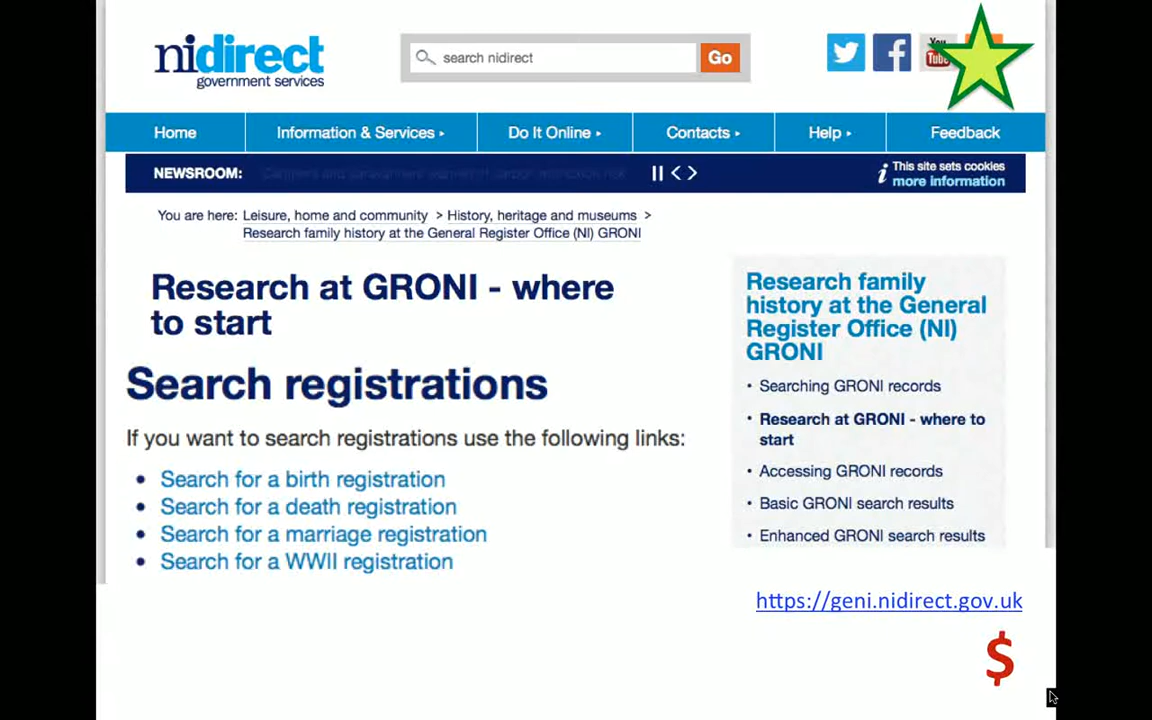 nidirect
government services
search nidirect
Go
You
Tube
Home
Information & Services
Do It Online
Contacts
Help
Feedback
NEWSROOM:
This site sets cookies
more information
You are here: Leisure, home and community > History, heritage and museums >
Research family history at the General Register Office (NI) GRONI
Research at GRONI - where
to start
Search registrations
If you want to search registrations use the following links:
• Search for a birth registration
• Search for a death registration
• Search for a marriage registration
• Search for a WWII registration
Research family
history at the General
Register Office (NI)
GRONI
• Searching GRONI records
• Research at GRONI - where to
start
• Accessing GRONI records
• Basic GRONI search results
• Enhanced GRONI search results
https://geni.nidirect.gov.uk
$